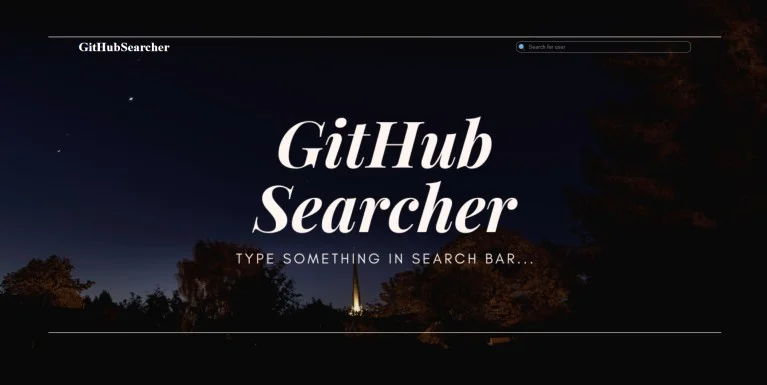 GitHubSearcher
Search for user
GitHub
Searcher
TYPE SOMETHING IN SEARCH BAR...